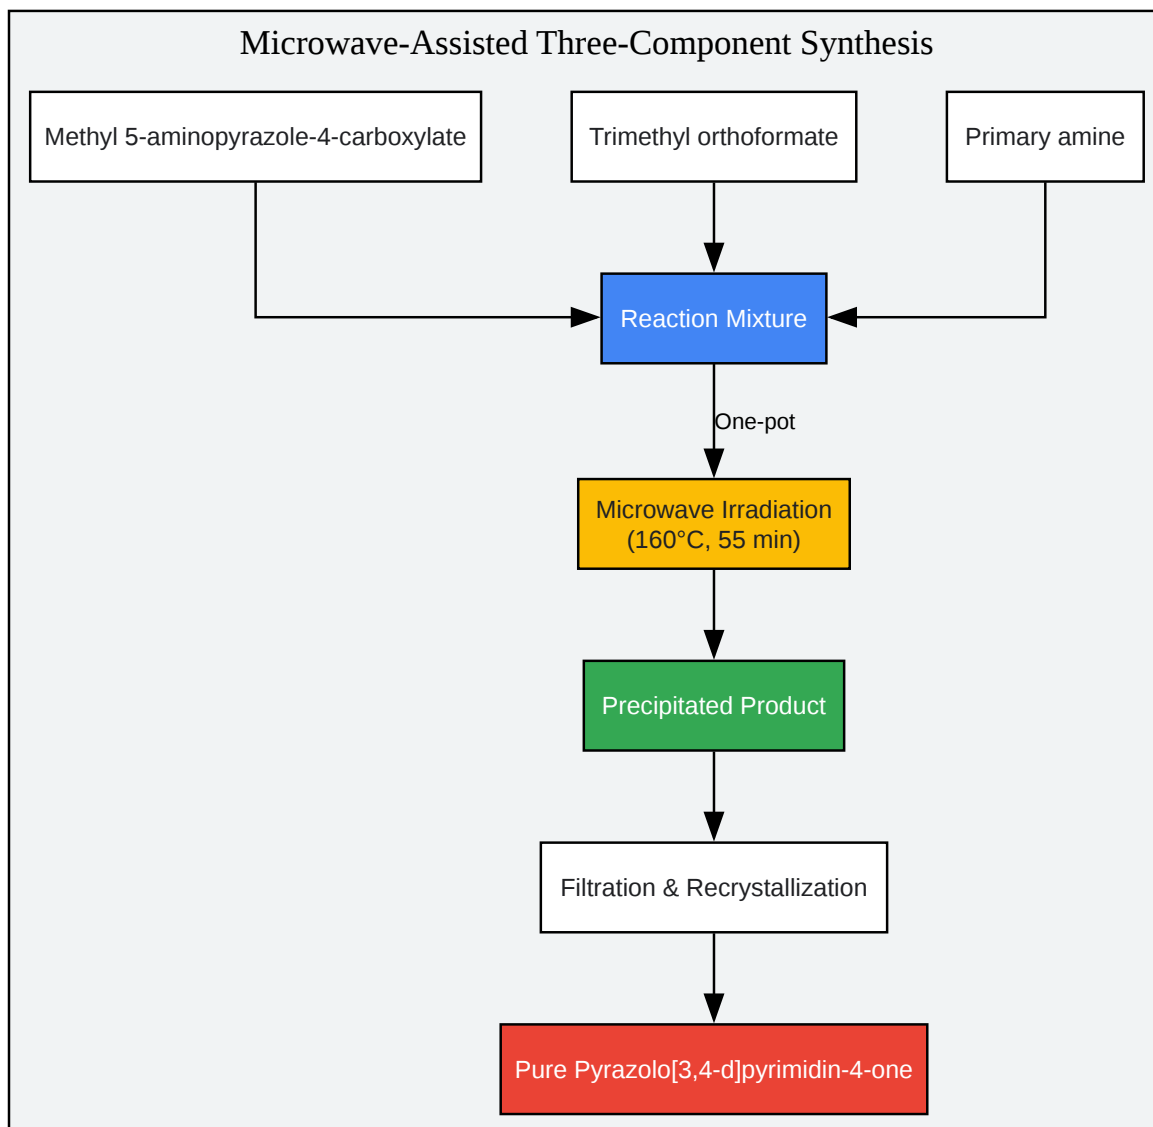 Microwave-Assisted Three-Component Synthesis
Methyl 5-aminopyrazole-4-carboxylate
Trimethyl orthoformate
Primary amine
Reaction Mixture
One-pot
Microwave Irradiation
(160°C, 55 min)
Precipitated Product
Filtration & Recrystallization
Pure Pyrazolo[3,4-d]pyrimidin-4-one